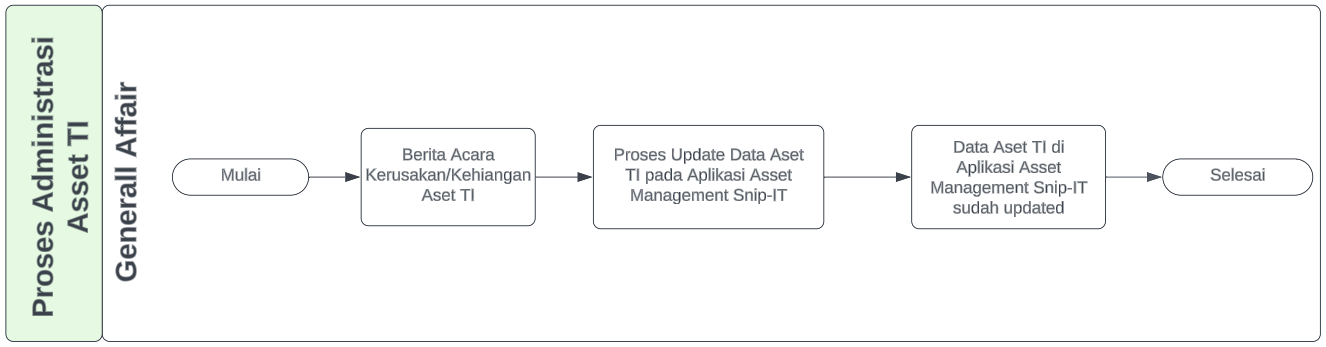 Proses Administrasi
Asset TI
Generall Affair
Mulai
Berita Acara
Kerusakan/Kehiangan
Aset TI
Proses Update Data Aset
TI pada Aplikasi Asset
Management Snip-IT
Data Aset TI di
Aplikasi Asset
Management Snip-IT
sudah updated
Selesai